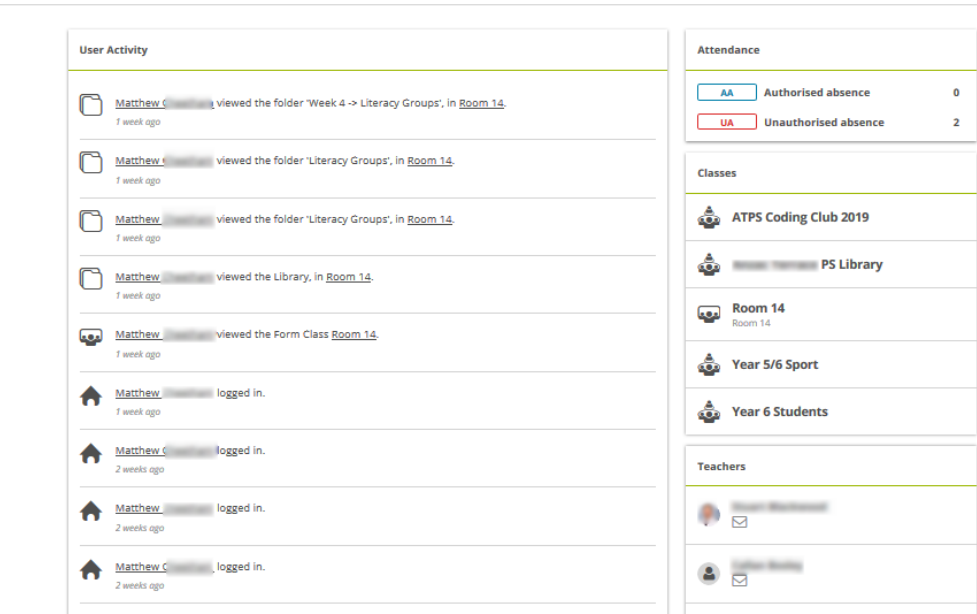 User Activity
Matthew viewed the folder 'Week 4 -> Literacy Groups', in Room 14.
1 week ago
Matthew viewed the folder 'Literacy Groups', in Room 14.
1 week ago
Matthew viewed the folder 'Literacy Groups', in Room 14.
1 week ago
Matthew viewed the Library, in Room 14.
1 week ago
Matthew viewed the Form Class Room 14.
1 week ago
Matthew logged in.
1 week ago
Matthew logged in.
2 weeks ago
Matthew logged in.
2 weeks ago
Matthew logged in.
2 weeks ago
Attendance
AA Authorised absence 0
UA Unauthorised absence 2
Classes
ATPS Coding Club 2019
PS Library
Room 14
Room 14
Year 5/6 Sport
Year 6 Students
Teachers